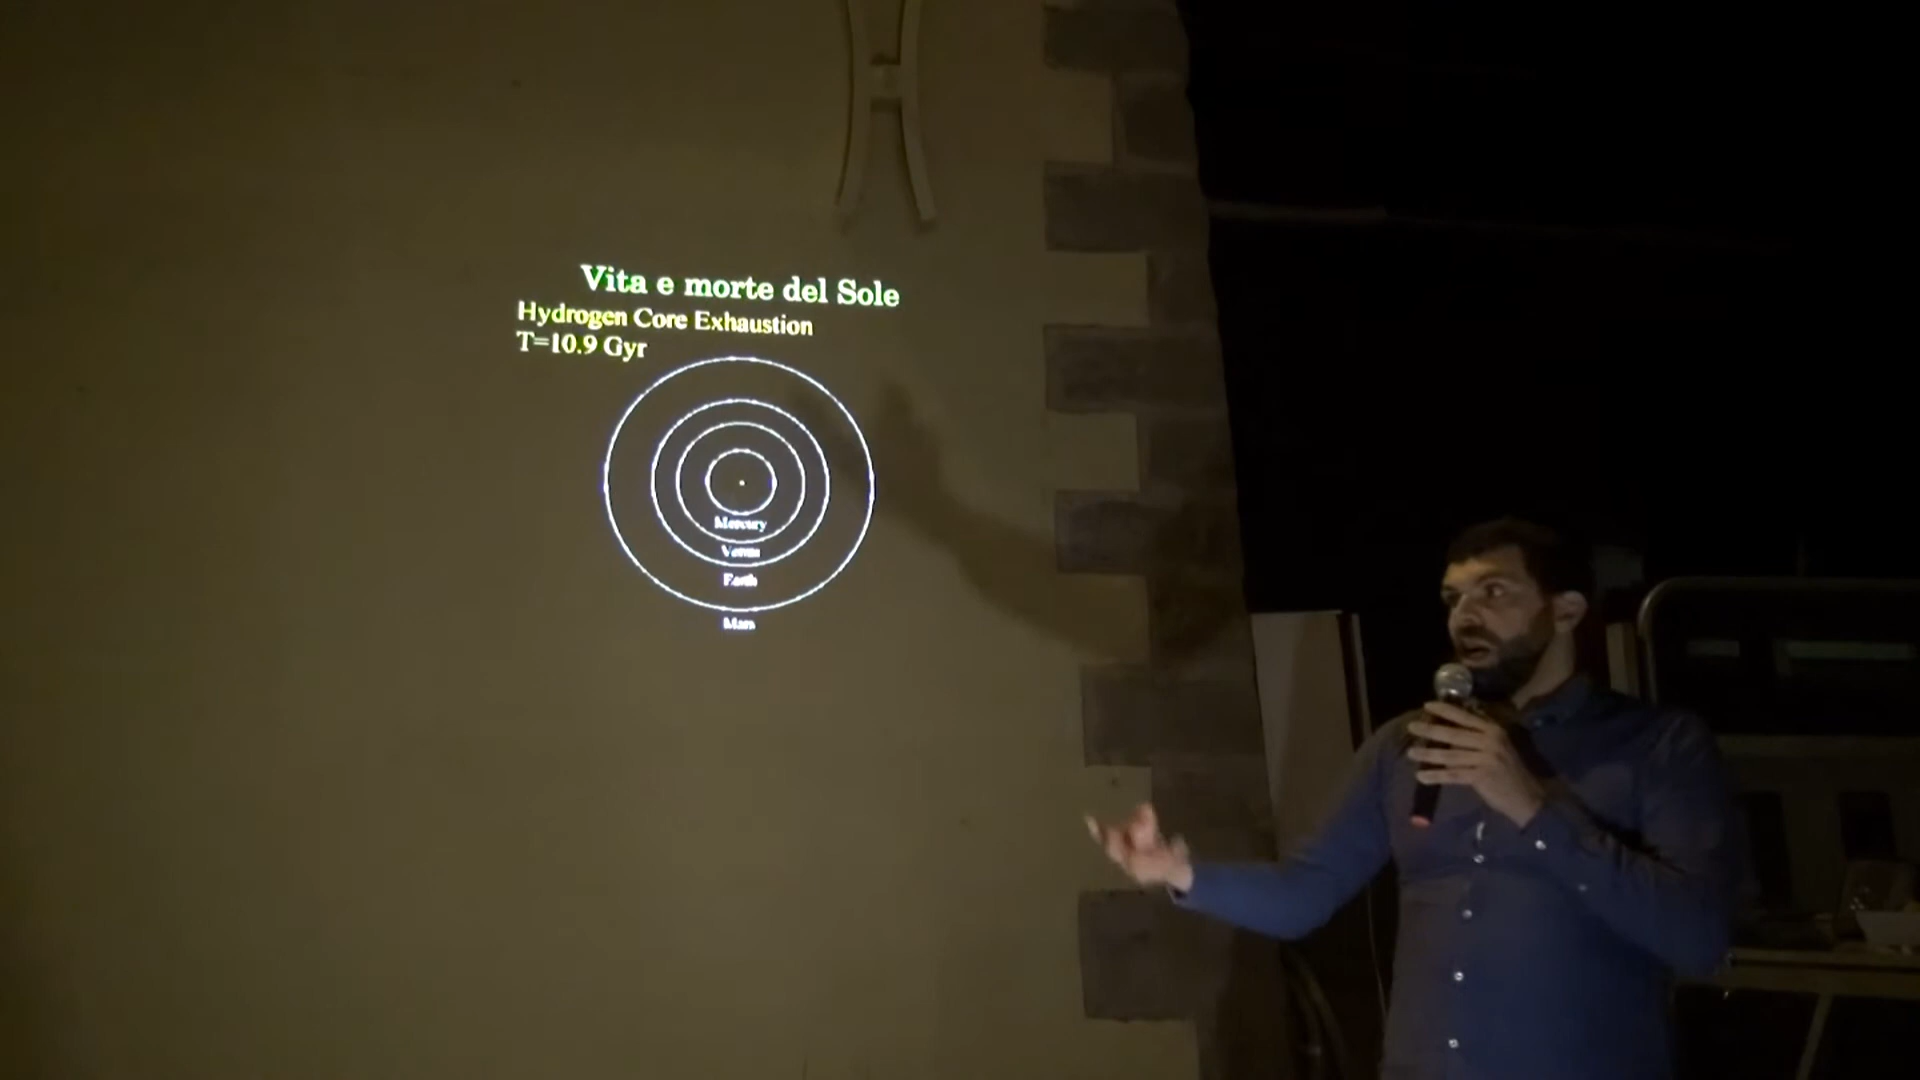 Vita e morte del Sole
Hydrogen Core Exhaustion
T=10.9 Gyr
Mercury
Venus
Earth
Mars